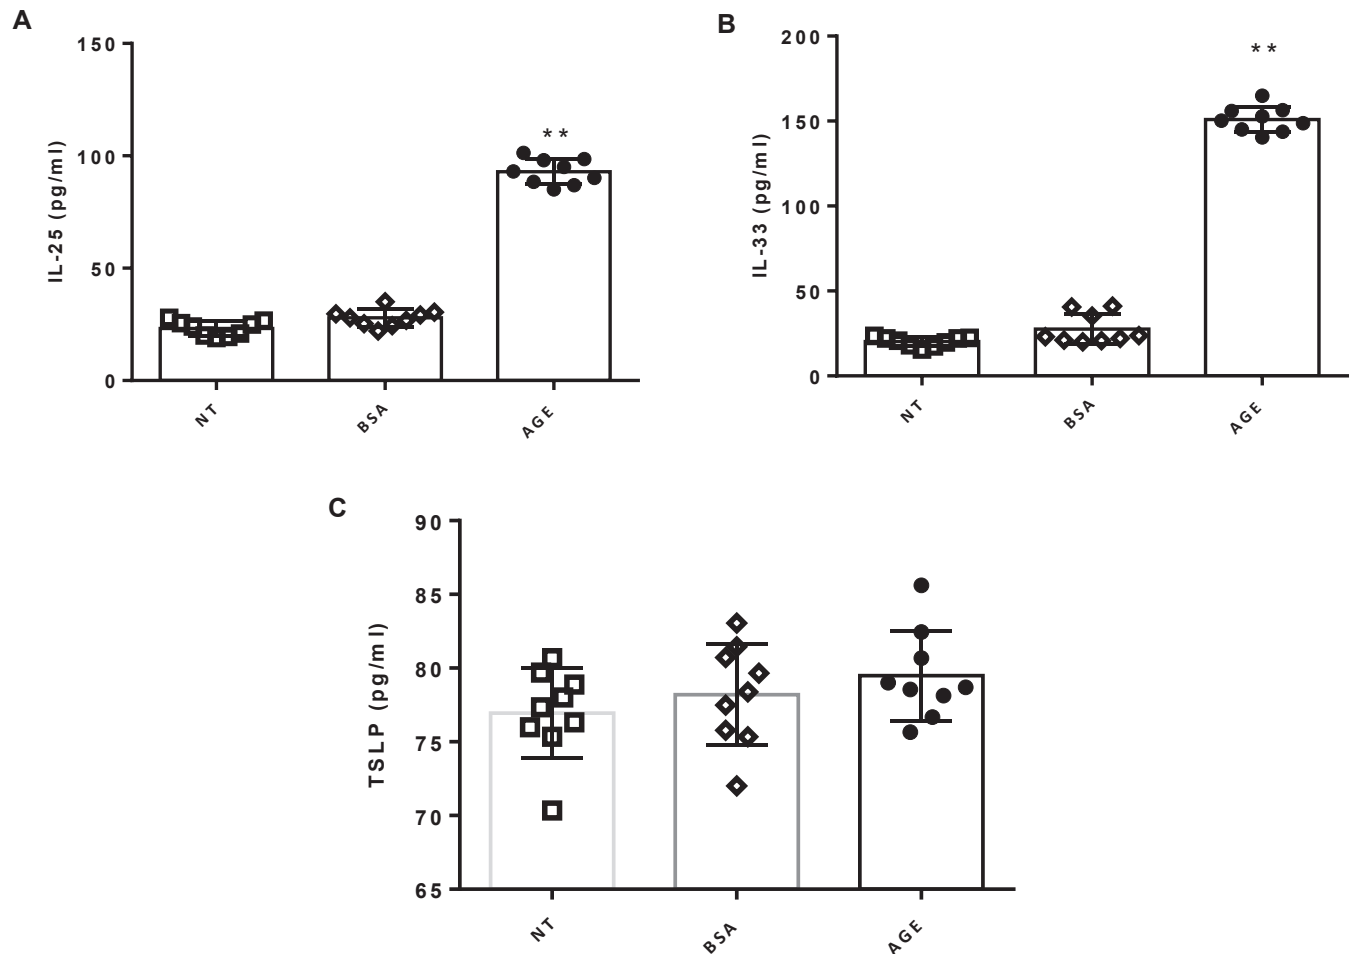 A
150
100
50
0
IL-25 (pg/ml)
**
NT
BSA
AGE
B
200
150
100
50
0
IL-33 (pg/ml)
**
NT
BSA
AGE
C
90
85
80
75
70
65
TSLP (pg/ml)
NT
BSA
AGE